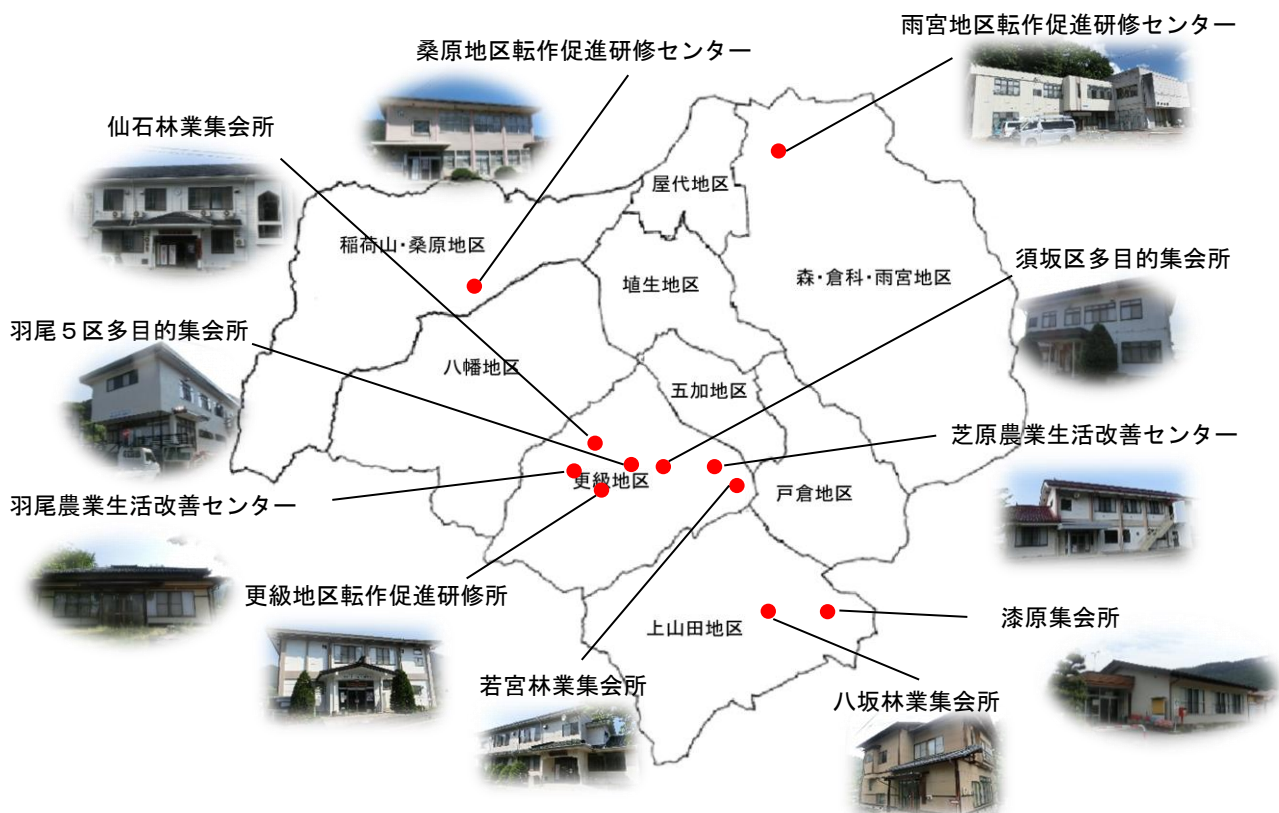 雨宮地区転作促進研修センター
桑原地区転作促進研修センター
仙石林業集会所
屋代地区
稲荷山・桑原地区
須坂区多目的集会所
埴生地区
森・倉科・雨宮地区
羽尾５区多目的集会所
八幡地区
五加地区
芝原農業生活改善センター
更級地区
戸倉地区
羽尾農業生活改善センター
更級地区転作促進研修所
上山田地区
漆原集会所
若宮林業集会所
八坂林業集会所